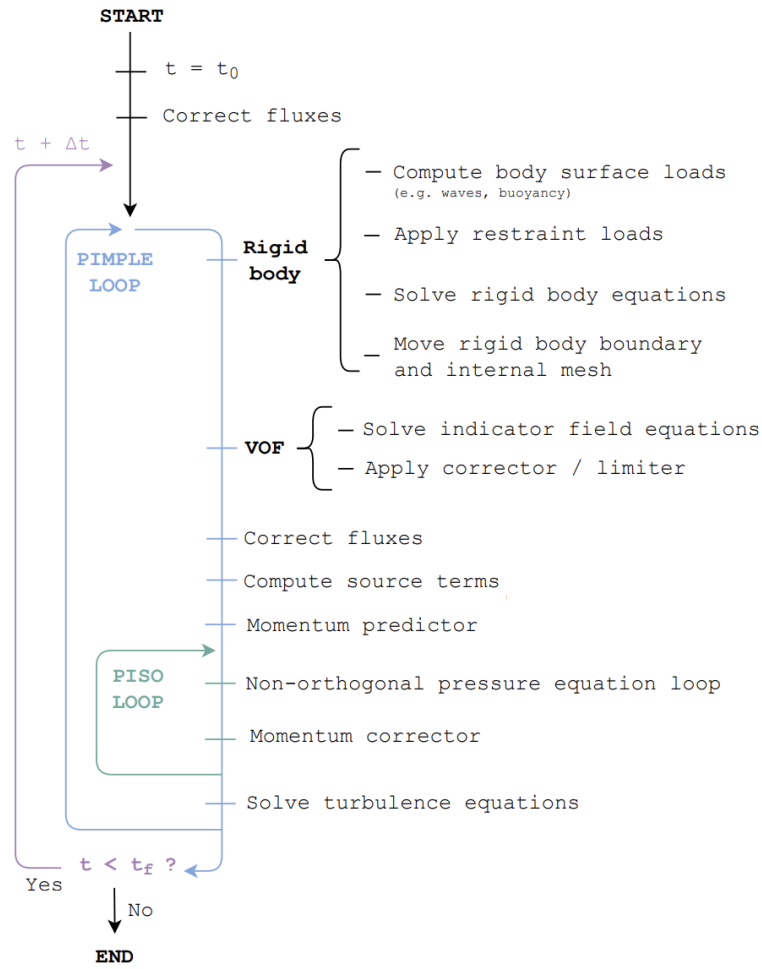 START
t = t0
Correct fluxes
t + Δt
Compute body surface loads
(e.g. waves, buoyancy)
Rigid
body
Apply restraint loads
Solve rigid body equations
Move rigid body boundary
and internal mesh
PIMPLE
LOOP
VOF
Solve indicator field equations
Apply corrector / limiter
Correct fluxes
Compute source terms
Momentum predictor
PISO
LOOP
Non-orthogonal pressure equation loop
Momentum corrector
Solve turbulence equations
t < tf ?
Yes
No
END